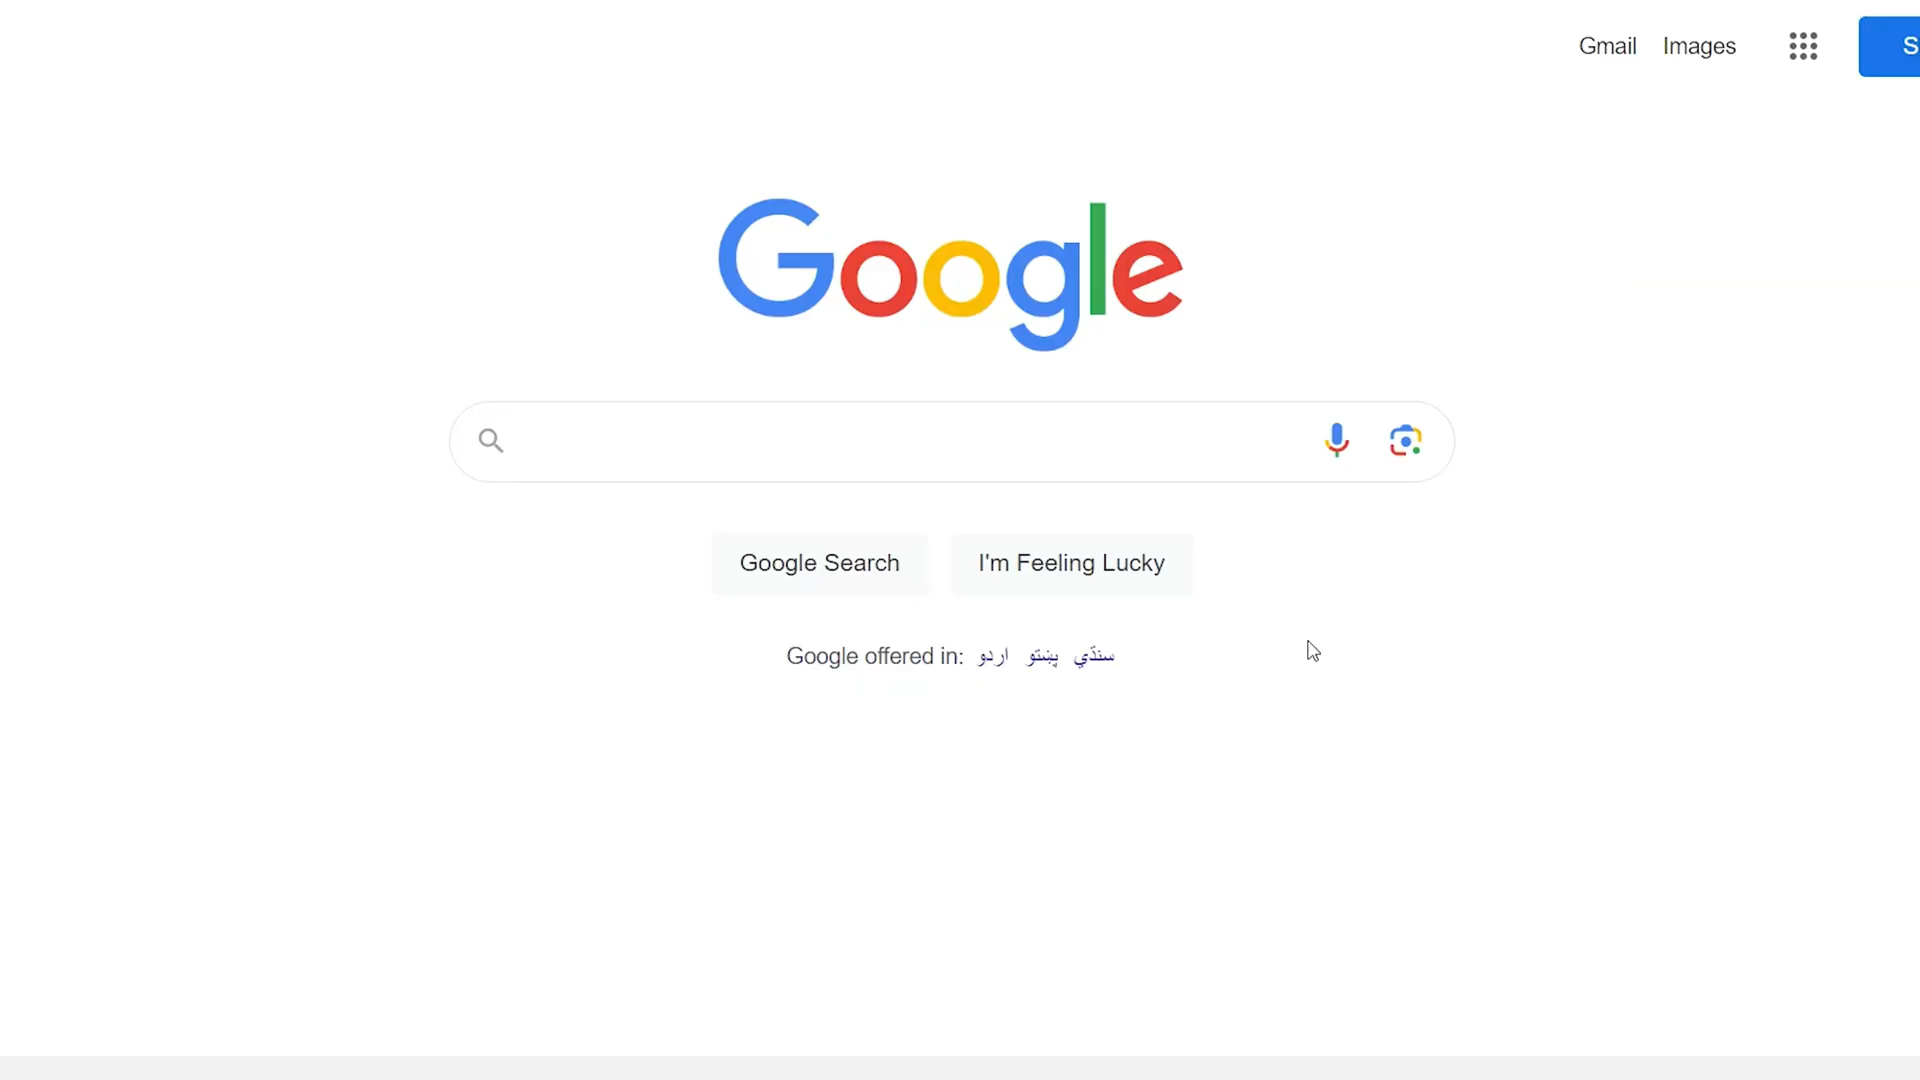 Gmail Images
Google
Google Search I'm Feeling Lucky
Google offered in: اردو پښتو سنڌي